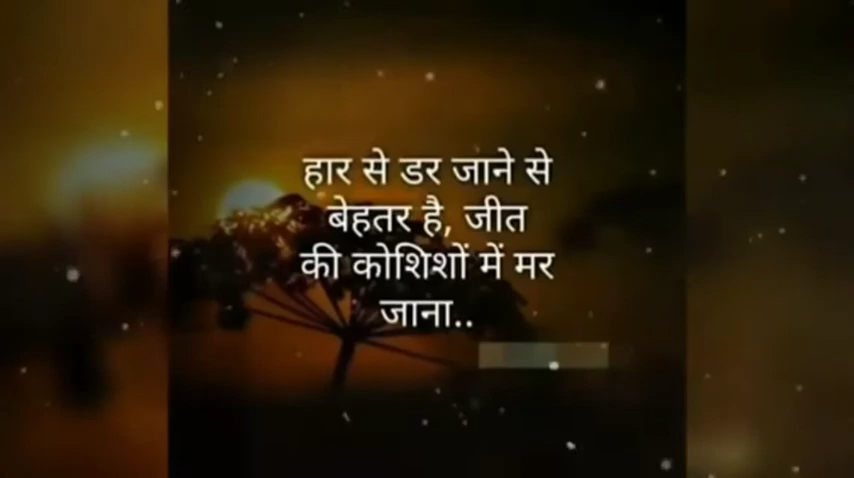 हार से डर जाने से
बेहतर है, जीत
की कोशिशों में मर
जाना..